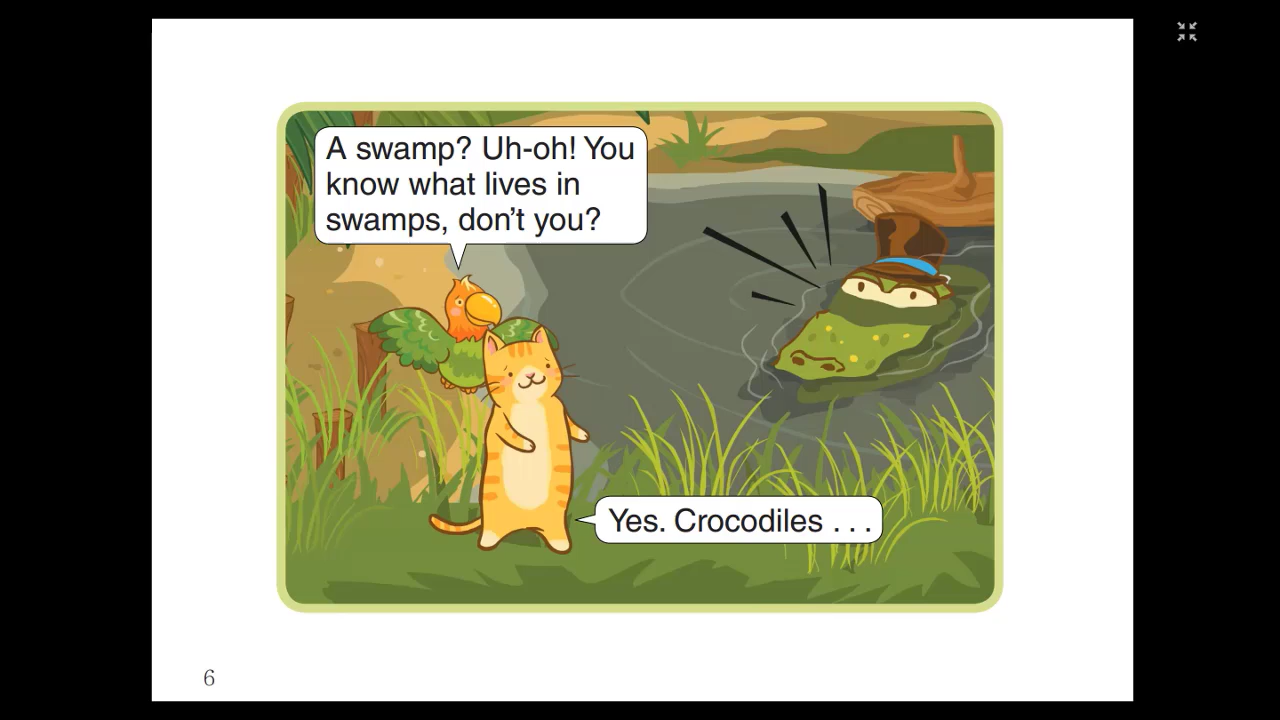 A swamp? Uh-oh! You
know what lives in
swamps, don’t you?
Yes. Crocodiles . . .
6